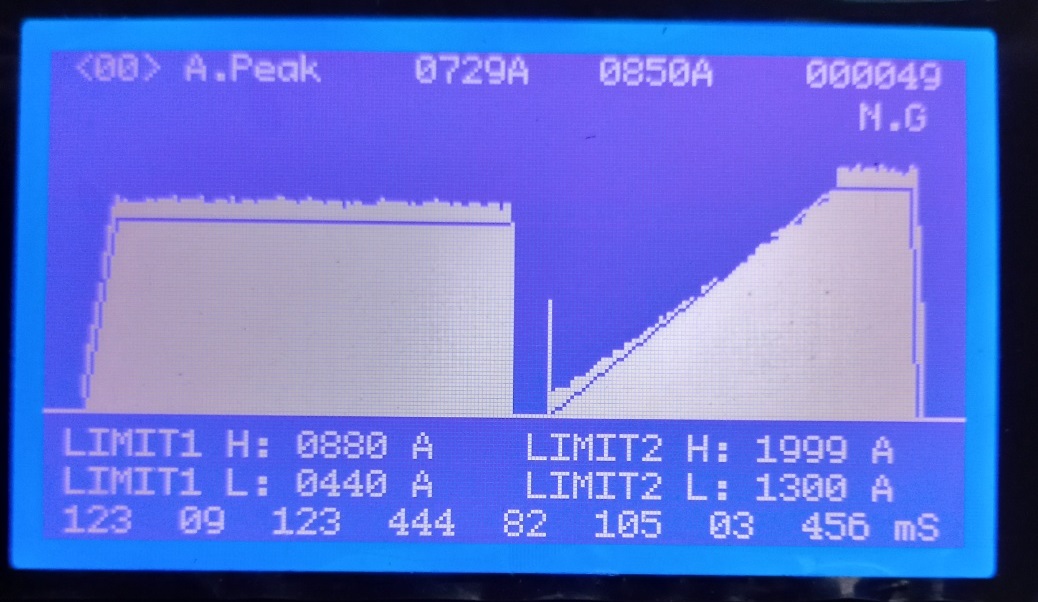 <00> A.Peak 0729A 0850A 000049
N.G
LIMIT1 H: 0880 A LIMIT2 H: 1999 A
LIMIT1 L: 0440 A LIMIT2 L: 1300 A
123 09 123 444 82 105 03 456 mS